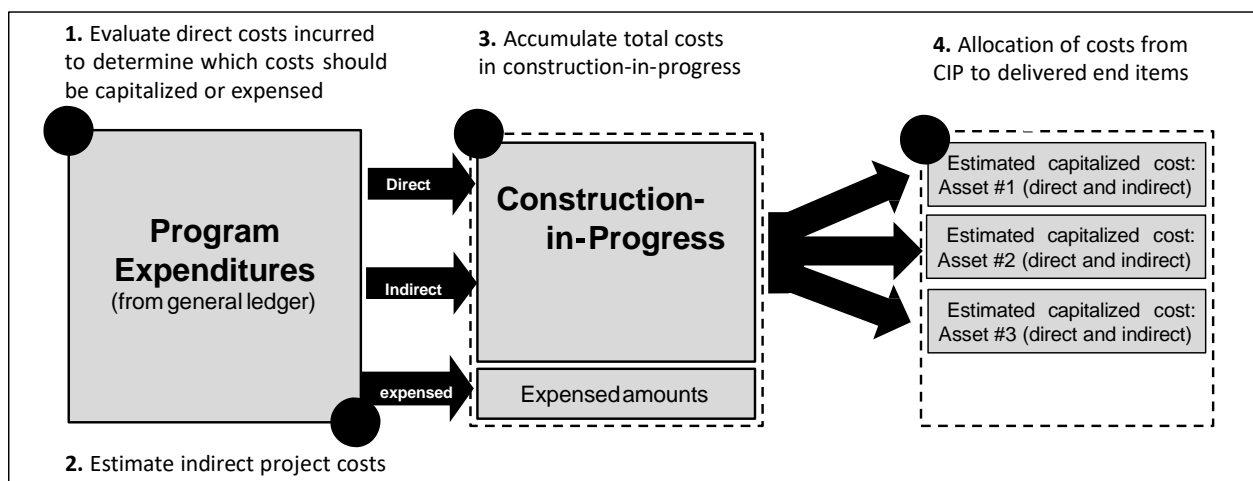 1. Evaluate direct costs incurred
to determine which costs should
be capitalized or expensed
3. Accumulate total costs
in construction-in-progress
4. Allocation of costs from
CIP to delivered end items
Program
Expenditures
(from general ledger)
Direct
Indirect
expensed
Construction-
in-Progress
Expensed amounts
Estimated capitalized cost:
Asset #1 (direct and indirect)
Estimated capitalized cost:
Asset #2 (direct and indirect)
Estimated capitalized cost:
Asset #3 (direct and indirect)
2. Estimate indirect project costs